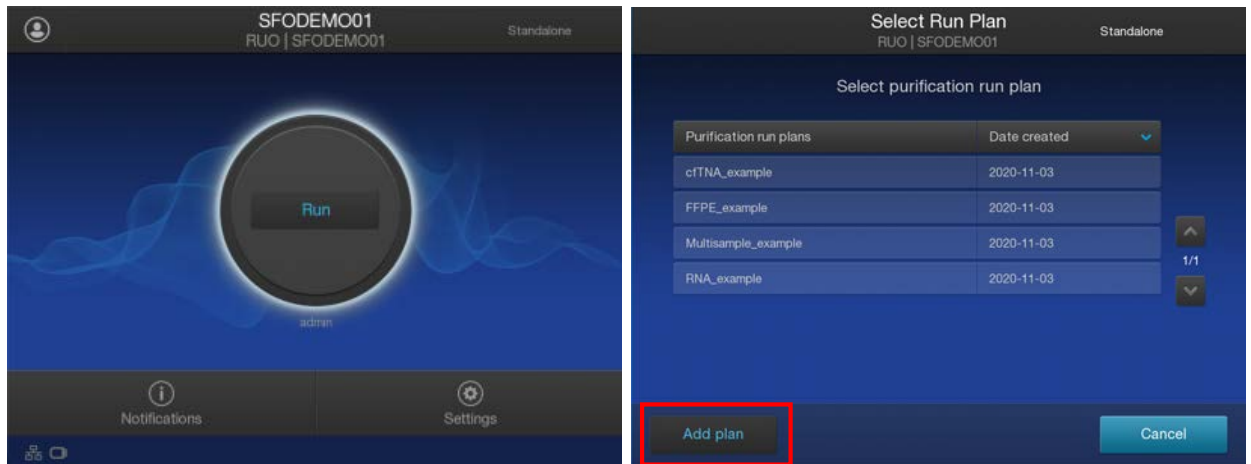 SFODEMO01
RUO | SFODEMO01
Standalone
Run
admin
Notifications
Settings
Select Run Plan
RUO | SFODEMO01
Standalone
Select purification run plan
Purification run plans Date created
cfTNA_example 2020-11-03
FFPE_example 2020-11-03
Multisample_example 2020-11-03
RNA_example 2020-11-03
1/1
Add plan Cancel